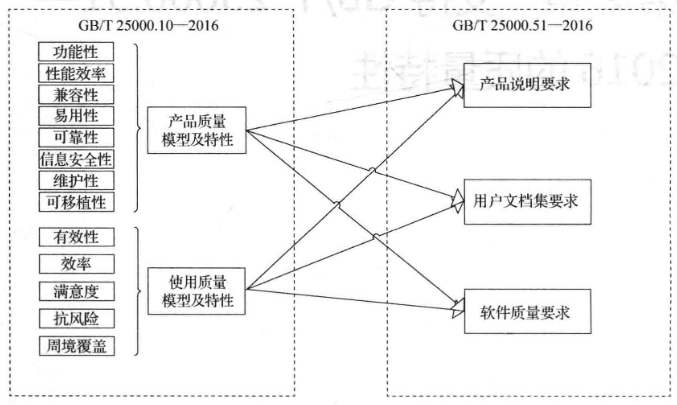 GB/T 25000.10—2016
功能性
性能效率
兼容性
易用性
可靠性
信息安全性
维护性
可移植性
产品质量
模型及特性
有效性
效率
满意度
抗风险
周境覆盖
使用质量
模型及特性
GB/T 25000.51—2016
产品说明要求
用户文档集要求
软件质量要求